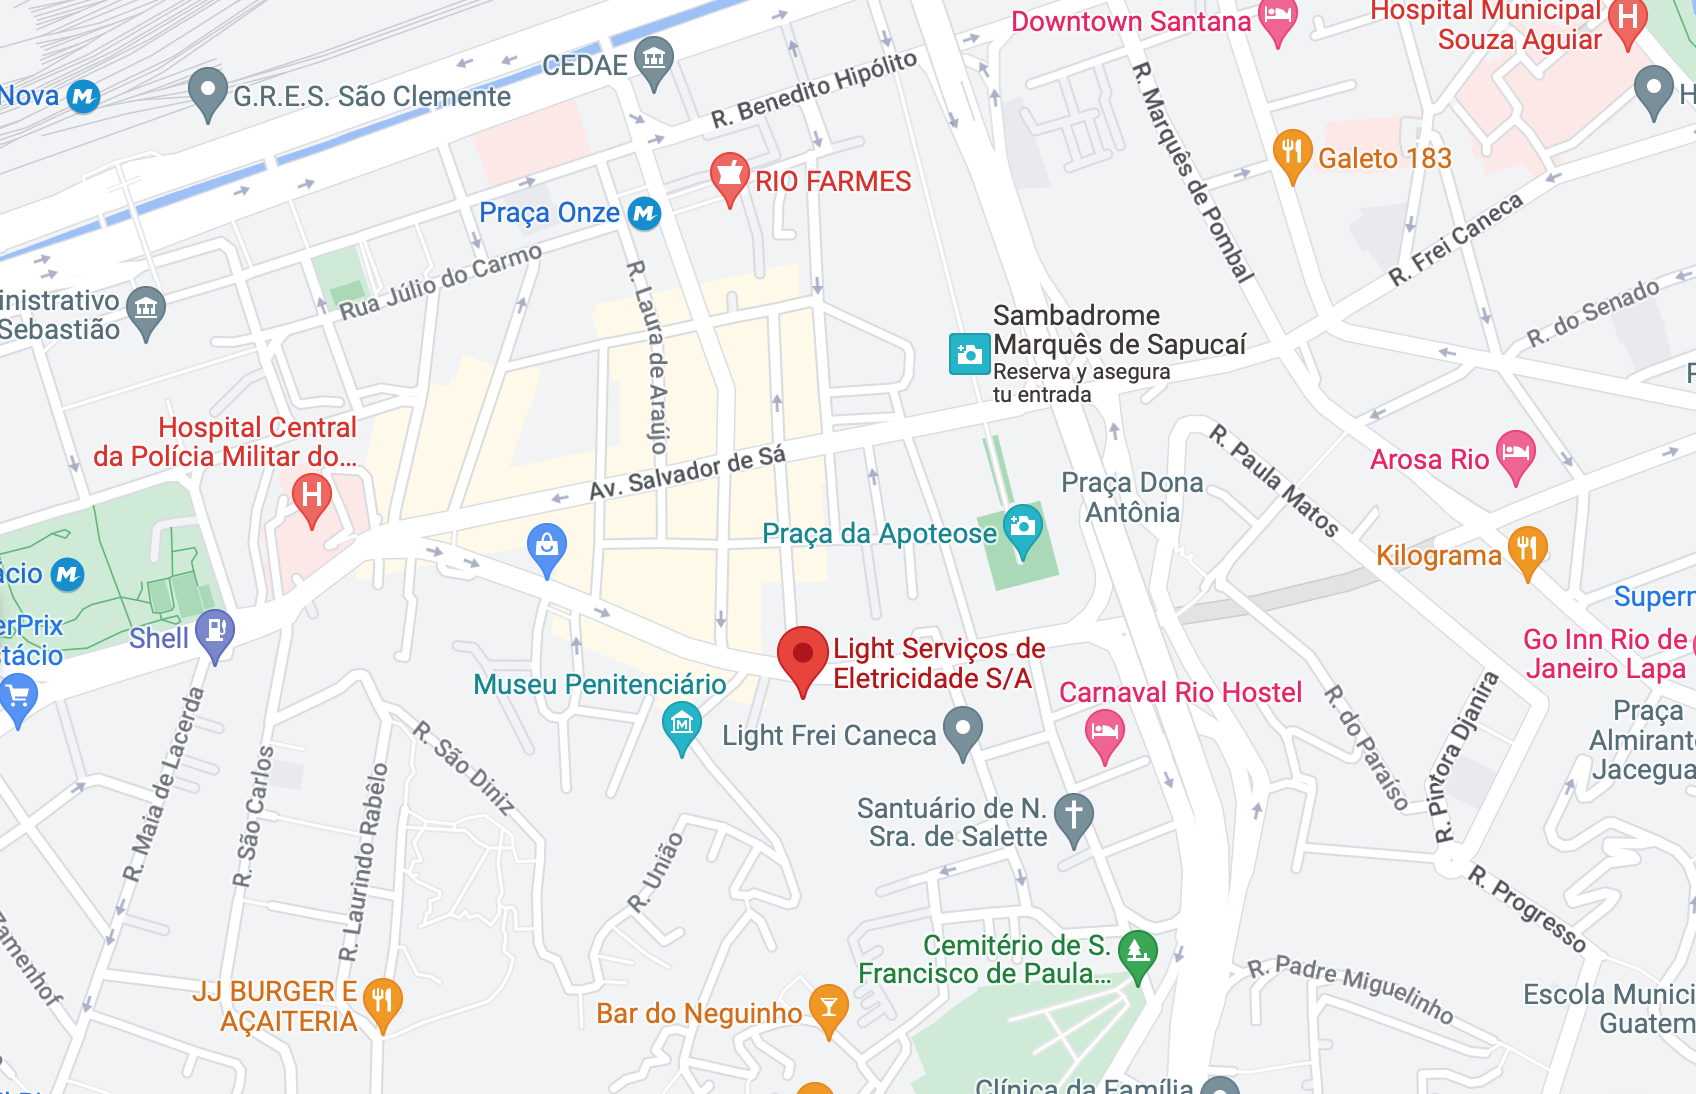 Downtown Santana
Hospital Municipal
Souza Aguiar
CEDAE
Nova
G.R.E.S. São Clemente
R. Benedito Hipólito
R. Marquês de Pombal
H
Galeto 183
RIO FARMES
Praça Onze
R. Frei Caneca
Rua Júlio do Carmo
R. Laura de Araújo
inistrativo
Sebastião
Sambadrome
Marquês de Sapucaí
Reserva y asegura
tu entrada
R. do Senado
Hospital Central
da Polícia Militar do...
Av. Salvador de Sá
R. Paula Matos
Arosa Rio
Praça Dona
Antônia
Praça da Apoteose
Kilograma
ácio
Supern
erPrix
stácio
Shell
Light Serviços de
Eletricidade S/A
Go Inn Rio de
Janeiro Lapa
Museu Penitenciário
Carnaval Rio Hostel
Light Frei Caneca
R. Maia de Lacerda
R. São Carlos
R. Laurindo Rabêlo
R. São Diniz
R. do Paraíso
R. Pintora Djanira
Praça
Almirant
Jacegua
Santuário de N.
Sra. de Salette
R. União
R. Progresso
Zamenhof
Cemitério de S.
Francisco de Paula...
R. Padre Miguelinho
JJ BURGER E
AÇAITERIA
Bar do Neguinho
Escola Munici
Guatem
Clínica da Família